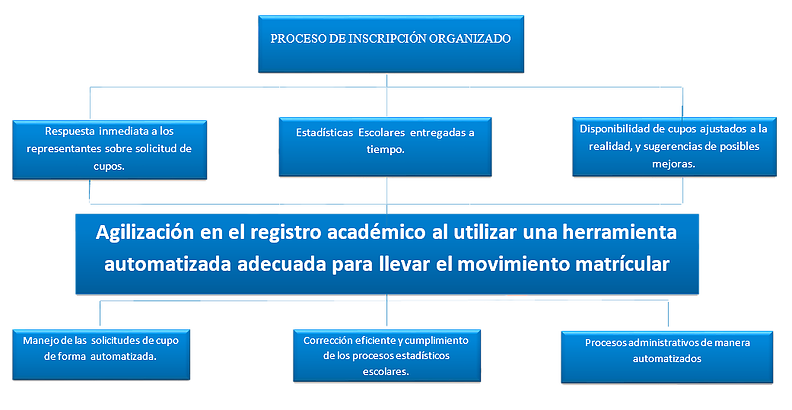 PROCESO DE INSCRIPCIÓN ORGANIZADO
Respuesta inmediata a los
representantes sobre solicitud de
cupos.
Estadísticas Escolares entregadas a
tiempo.
Disponibilidad de cupos ajustados a la
realidad, y sugerencias de posibles
mejoras.
Agilización en el registro académico al utilizar una herramienta
automatizada adecuada para llevar el movimiento matrícular
Manejo de las solicitudes de cupo
de forma automatizada.
Corrección eficiente y cumplimiento
de los procesos estadísticos
escolares.
Procesos administrativos de manera
automatizados